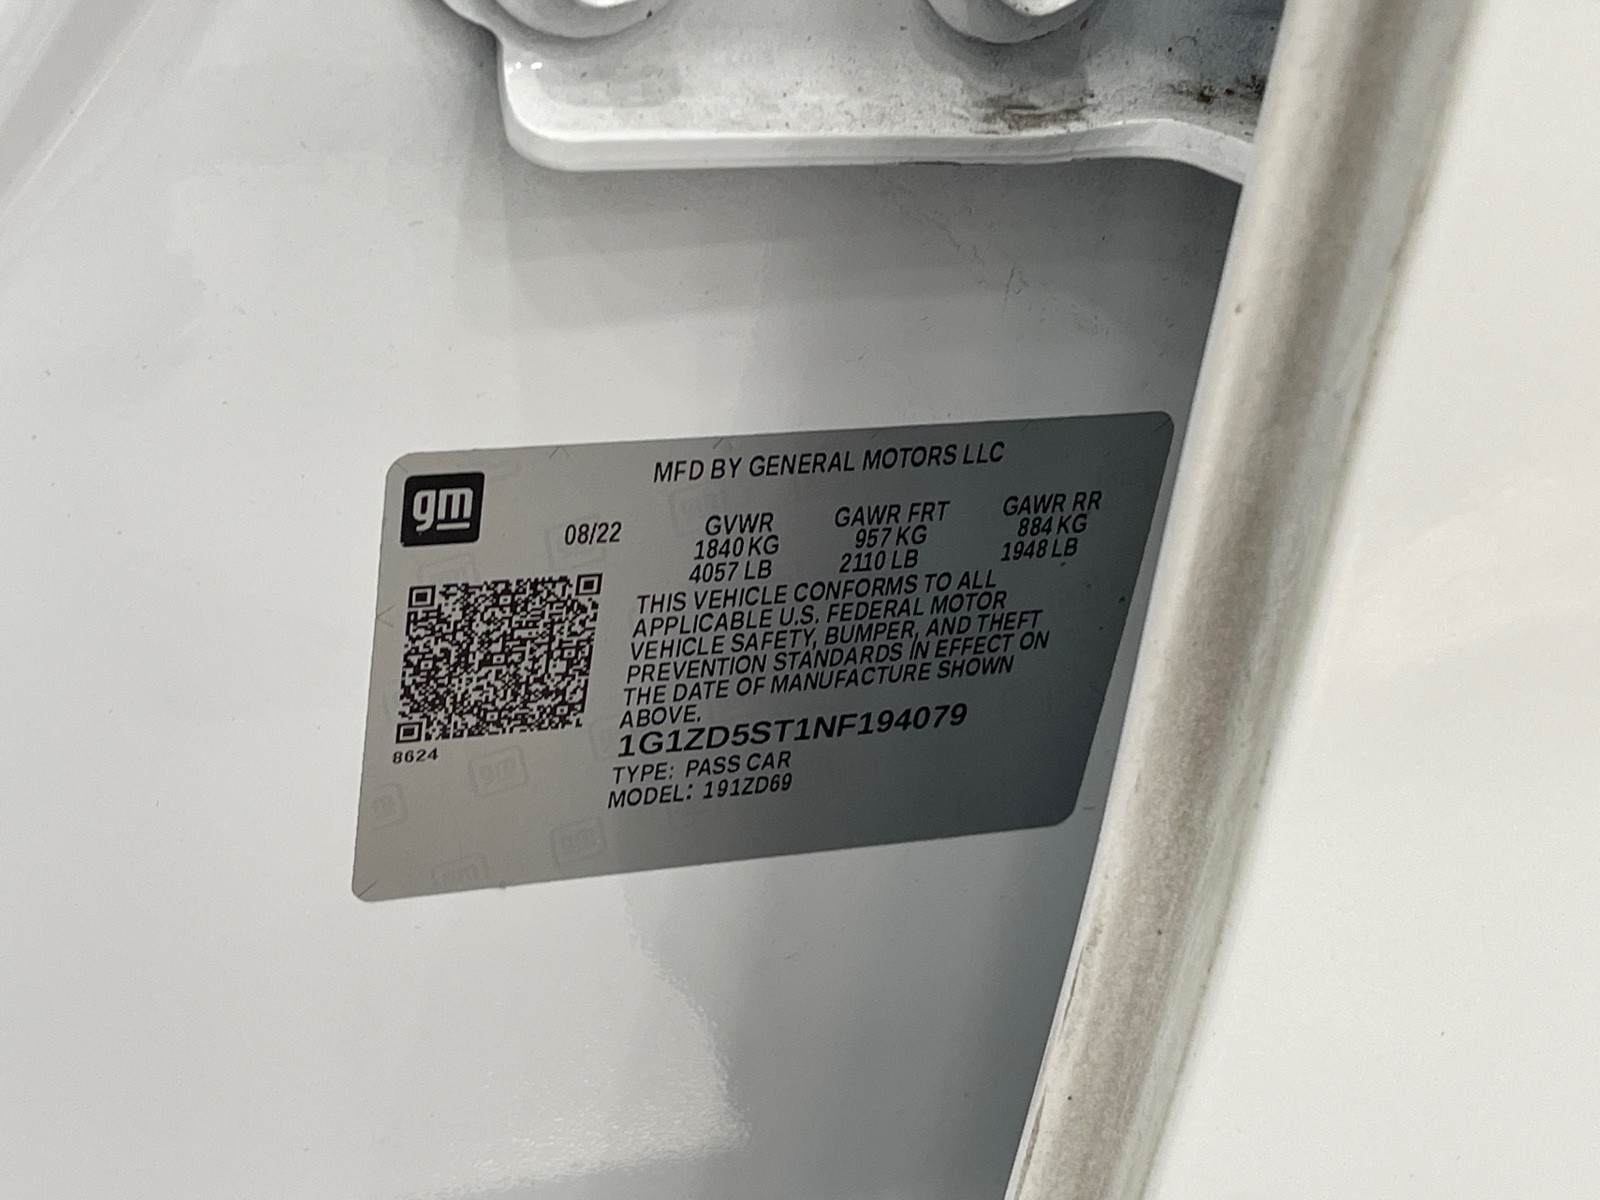 MFD BY GENERAL MOTORS LLC
gm
08/22
GVWR GAWR FRT GAWR RR
1840 KG 957 KG 884 KG
4057 LB 2110 LB 1948 LB
THIS VEHICLE CONFORMS TO ALL
APPLICABLE U.S. FEDERAL MOTOR
VEHICLE SAFETY, BUMPER, AND THEFT
PREVENTION STANDARDS IN EFFECT ON
THE DATE OF MANUFACTURE SHOWN
ABOVE.
1G1ZD5ST1NF194079
8624
TYPE: PASS CAR
MODEL: 191ZD69